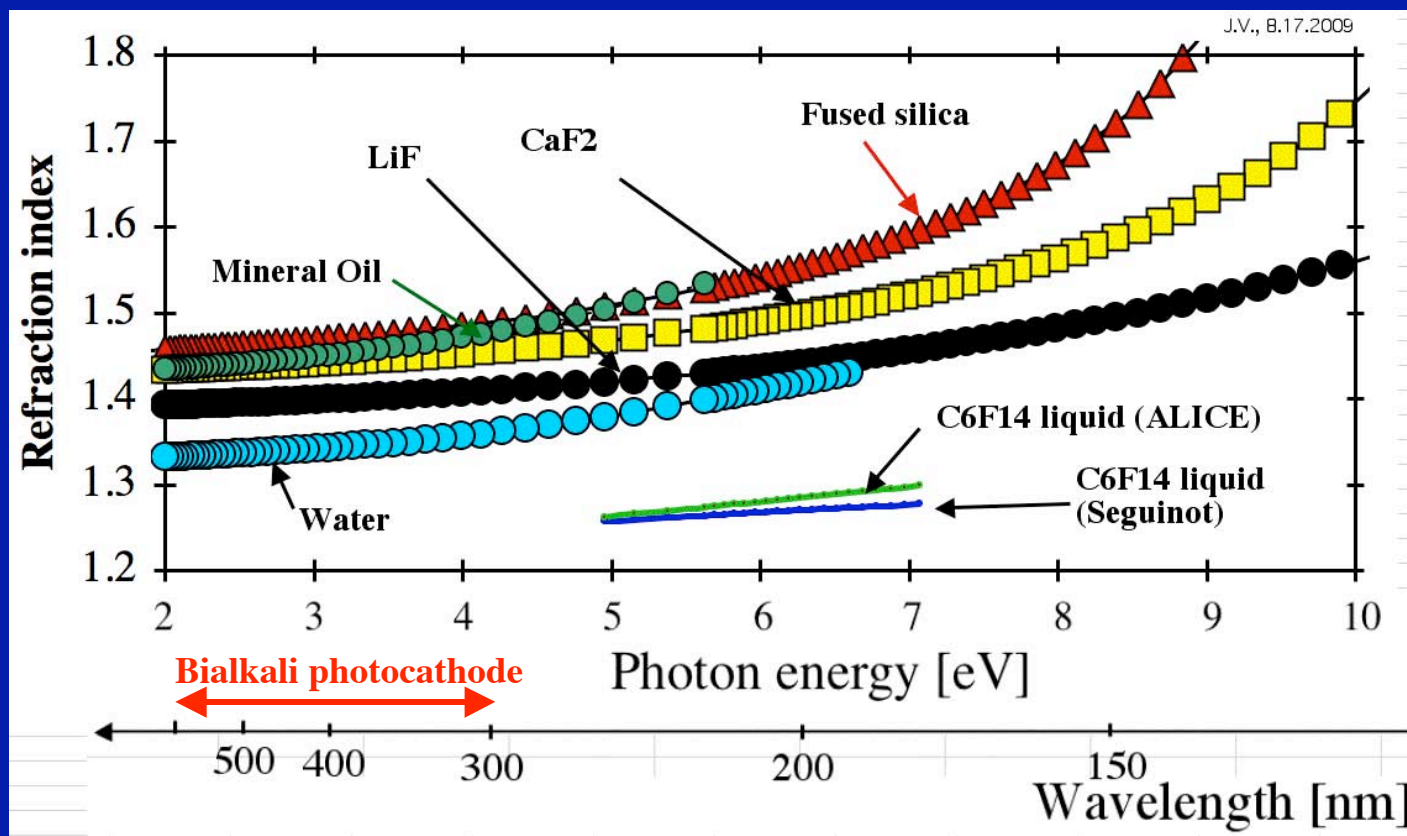 J.V., 8.17.2009
1.8
1.7
1.6
1.5
1.4
1.3
1.2
Refraction index
Fused silica
CaF2
LiF
Mineral Oil
C6F14 liquid (ALICE)
C6F14 liquid
(Seguinot)
Water
2 3 4 5 6 7 8 9 10
Bialkali photocathode
Photon energy [eV]
500 400 300 200 150
Wavelength [nm]